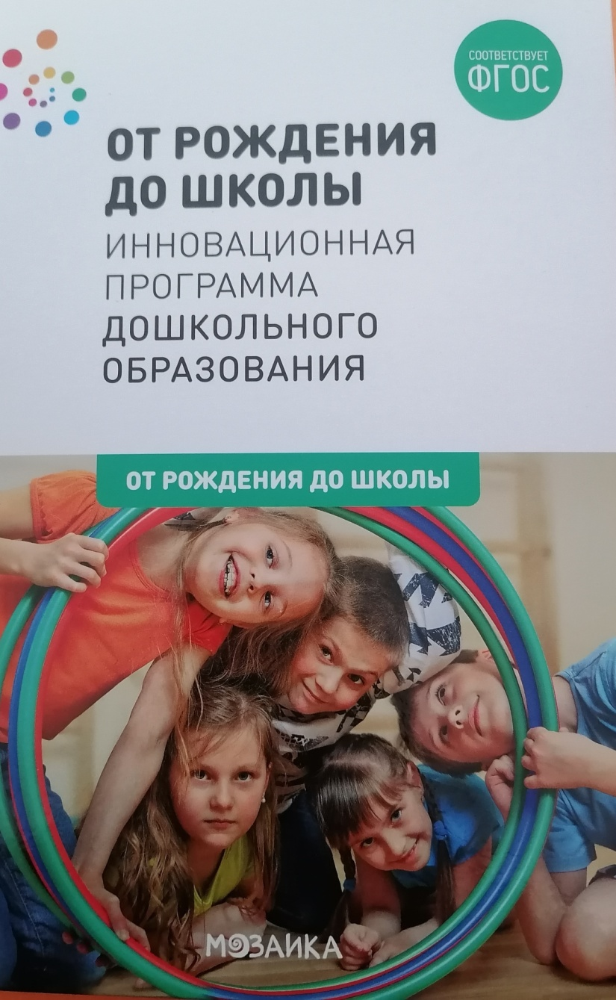 СООТВЕТСТВУЕТ
ФГОС
ОТ РОЖДЕНИЯ
ДО ШКОЛЫ
ИННОВАЦИОННАЯ
ПРОГРАММА
ДОШКОЛЬНОГО
ОБРАЗОВАНИЯ
ОТ РОЖДЕНИЯ ДО ШКОЛЫ
МОЗАИКА